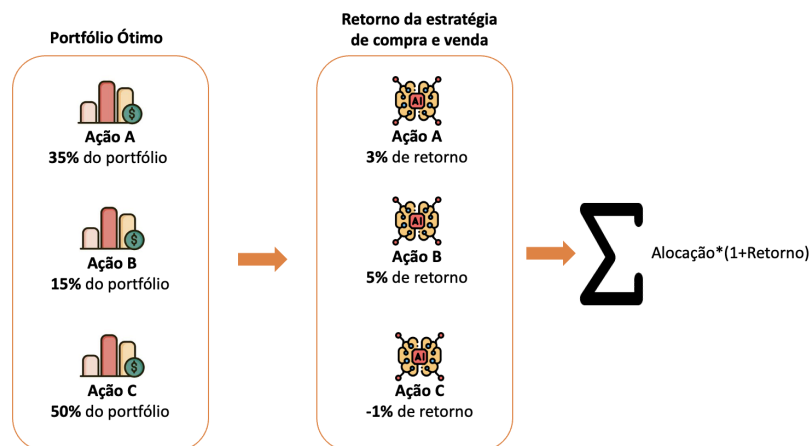 Portfólio Ótimo
Ação A
35% do portfólio
Ação B
15% do portfólio
Ação C
50% do portfólio
Retorno da estratégia
de compra e venda
AI
Ação A
3% de retorno
AI
Ação B
5% de retorno
AI
Ação C
-1% de retorno
∑ Alocação*(1+Retorno)